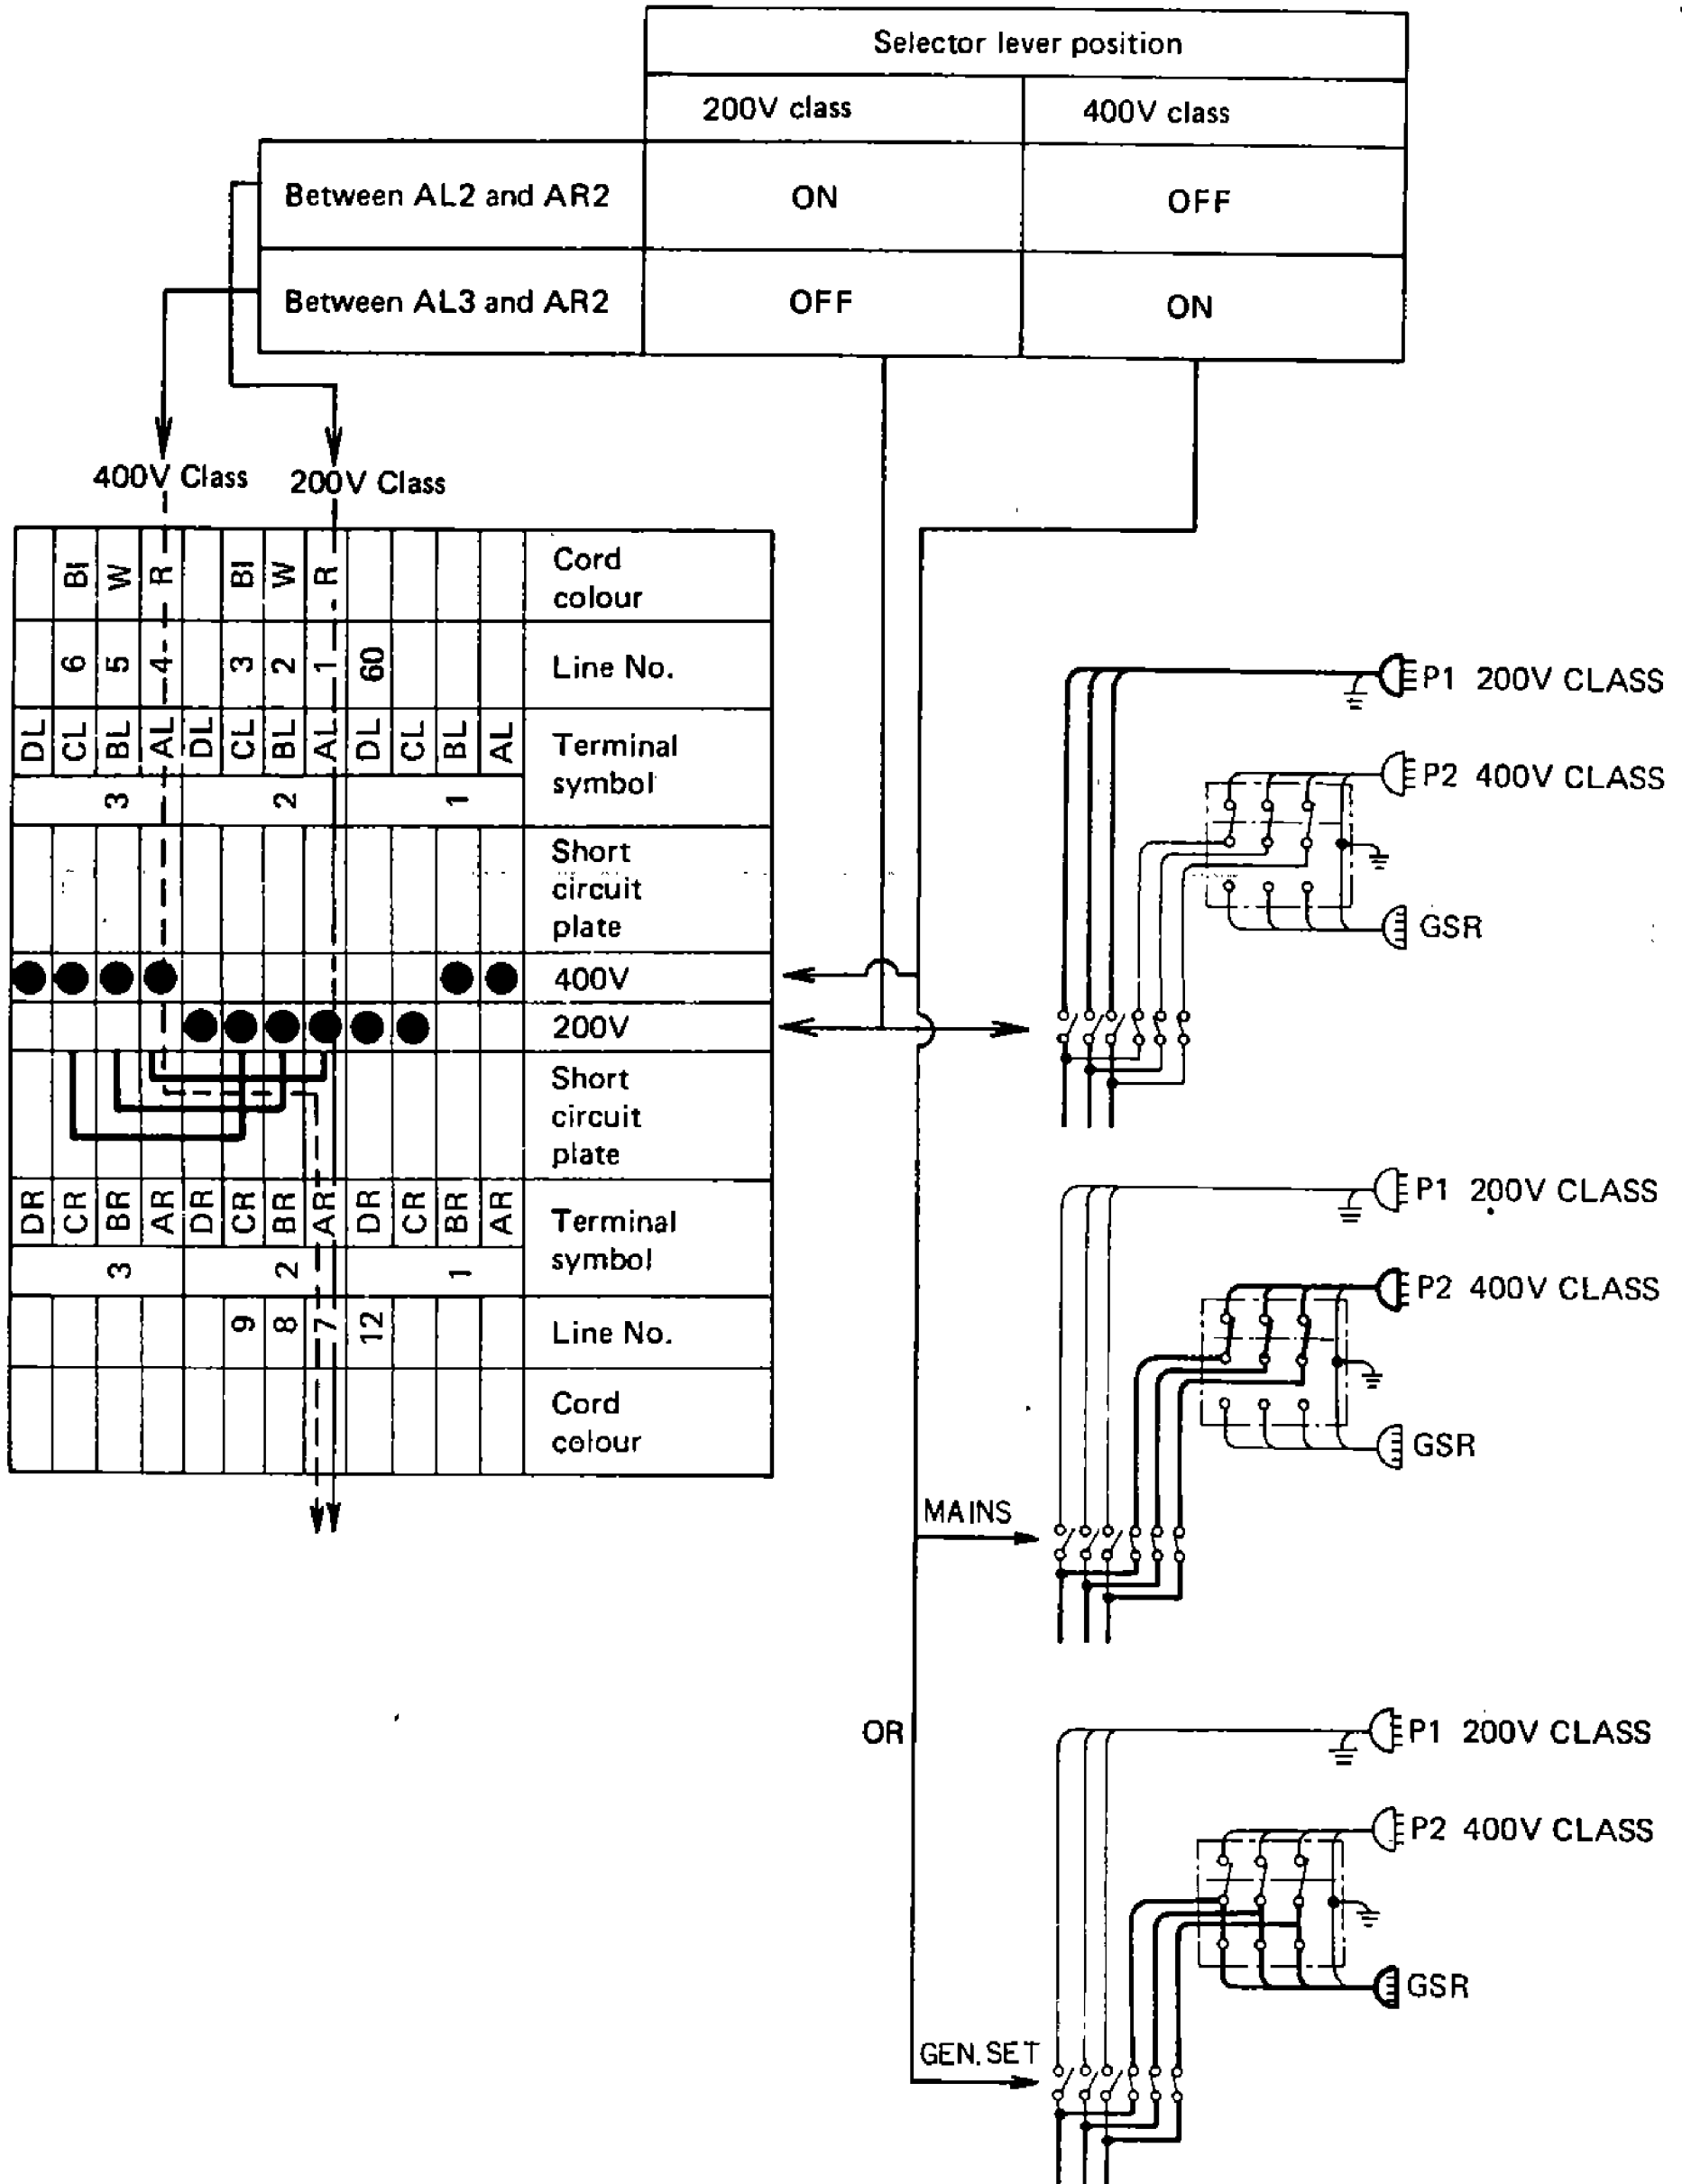 Selector lever position
200V class 400V class
Between AL2 and AR2 ON OFF
Between AL3 and AR2 OFF ON
400V Class 200V Class
Bl W R Bl W R Cord
colour
6 5 4 3 2 1 60 Line No.
DL CL BL AL DL CL BL AL DL CL BL AL Terminal
symbol
3 2 1
Short
circuit
plate
400V
200V
Short
circuit
plate
DR CR BR AR DR CR BR AR DR CR BR AR Terminal
symbol
3 2 1
9 8 7 12 Line No.
Cord
colour
P1 200V CLASS
P2 400V CLASS
GSR
P1 200V CLASS
P2 400V CLASS
GSR
MAINS
OR
P1 200V CLASS
P2 400V CLASS
GSR
GEN. SET